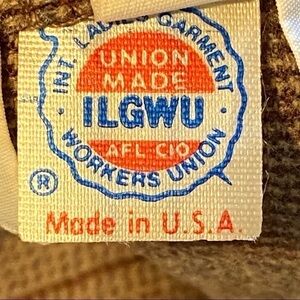 INT. LADIES GARMENT
WORKERS UNION
UNION
MADE
ILGWU
AFL CIO
®
Made in U.S.A.